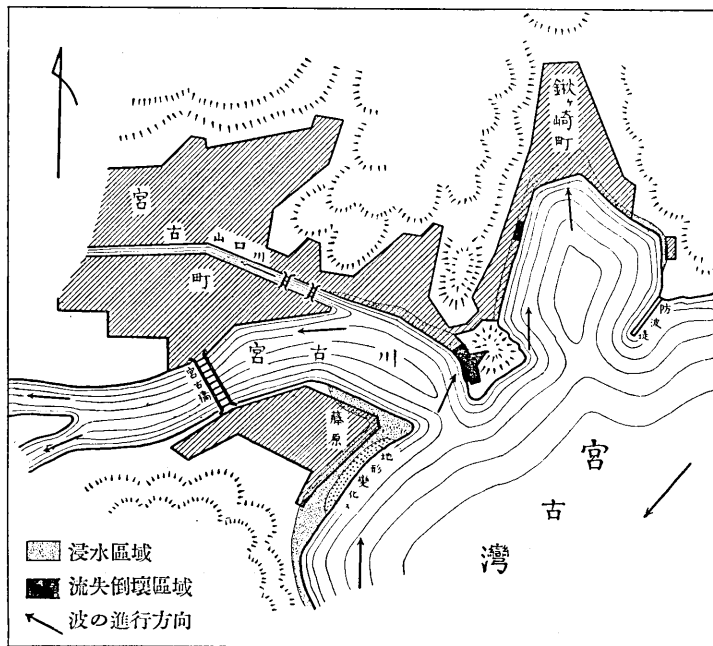 鍬ヶ崎町
宮古町
山口川
防波堤
宮古川
宮古橋
藤原
地形變化
宮古灣
浸水區域
流失倒壞區域
波の進行方向